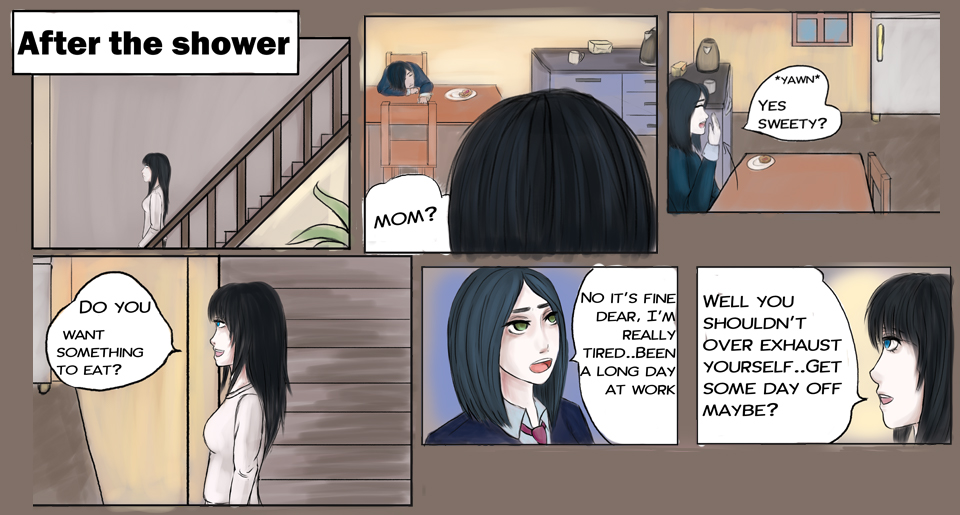 After the shower
MOM?
*YAWN*
YES
SWEETY?
DO YOU
WANT
SOMETHING
TO EAT?
NO IT'S FINE
DEAR, I'M
REALLY
TIRED..BEEN
A LONG DAY
AT WORK
WELL YOU
SHOULDN'T
OVER EXHAUST
YOURSELF..GET
SOME DAY OFF
MAYBE?